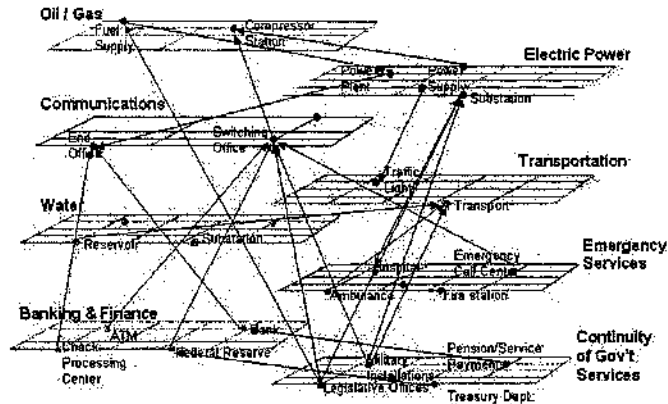 Oil / Gas
Fuel
Supply
Compressor
Station
Electric Power
Power
Plant
Power
Supply
Substation
Communications
End
Office
Switching
Office
Transportation
Traffic
Light
Transport
Water
Reservoir
Substation
Emergency
Services
Hospital
Emergency
Call Center
Ambulance
Fire station
Banking & Finance
ATM
Bank
Check
Processing
Center
Federal Reserve
Continuity
of Gov't
Services
Military
Installations
Pension/Service
Payments
Legislative Offices
Treasury Dept.